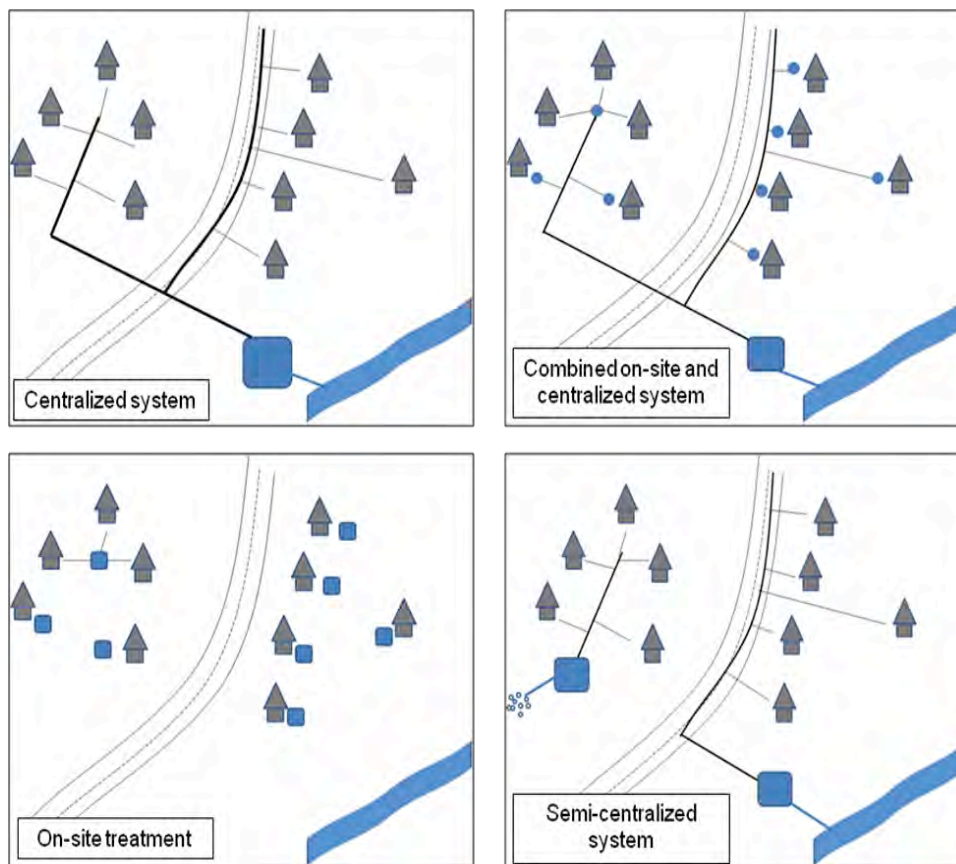 Centralized system
Combined on-site and
centralized system
On-site treatment
Semi-centralized
system